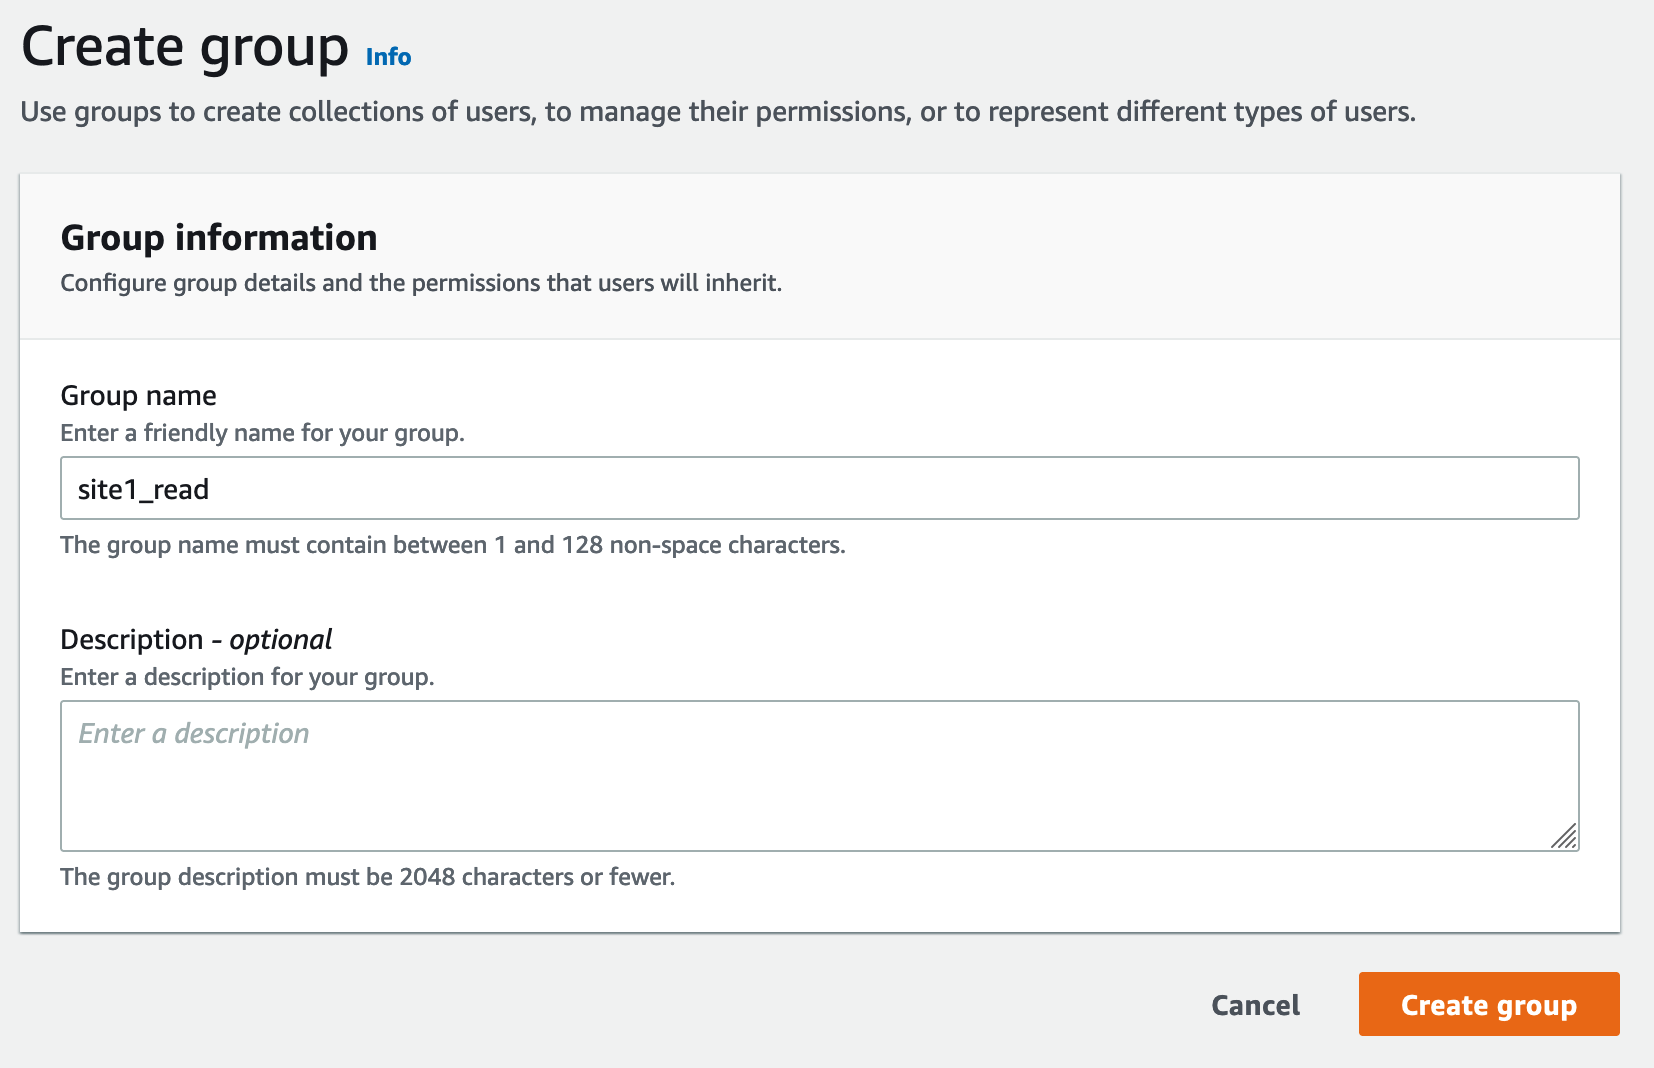 Create group Info
Use groups to create collections of users, to manage their permissions, or to represent different types of users.
Group information
Configure group details and the permissions that users will inherit.
Group name
Enter a friendly name for your group.
site1_read
The group name must contain between 1 and 128 non-space characters.
Description - optional
Enter a description for your group.
Enter a description
The group description must be 2048 characters or fewer.
Cancel Create group